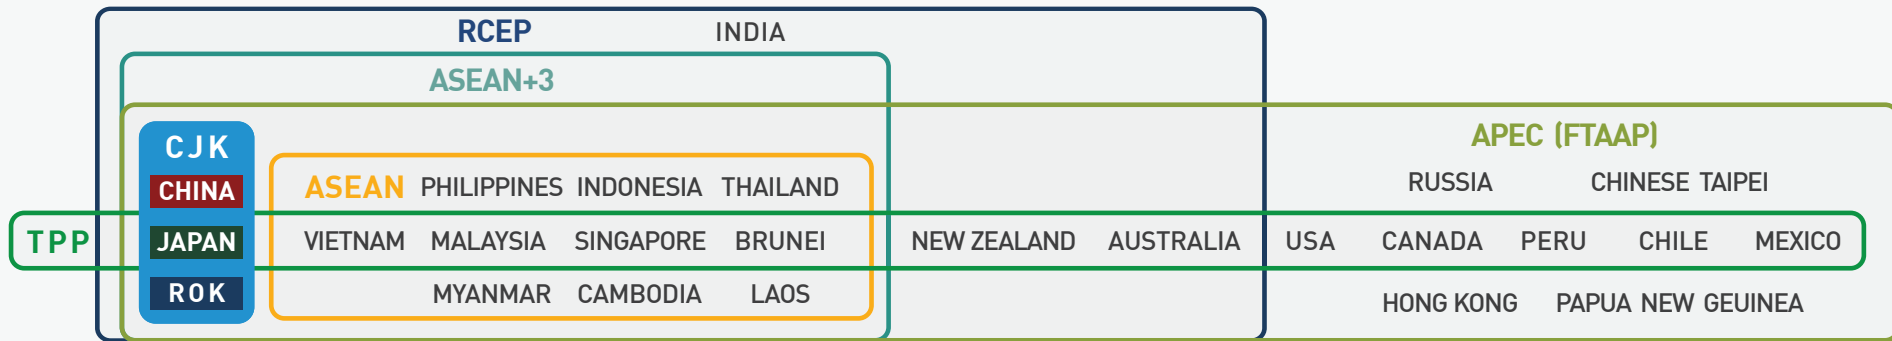 RCEP INDIA
ASEAN+3
CJK APEC (FTAAP)
CHINA ASEAN PHILIPPINES INDONESIA THAILAND RUSSIA CHINESE TAIPEI
TPP JAPAN VIETNAM MALAYSIA SINGAPORE BRUNEI NEW ZEALAND AUSTRALIA USA CANADA PERU CHILE MEXICO
ROK MYANMAR CAMBODIA LAOS HONG KONG PAPUA NEW GEUINEA